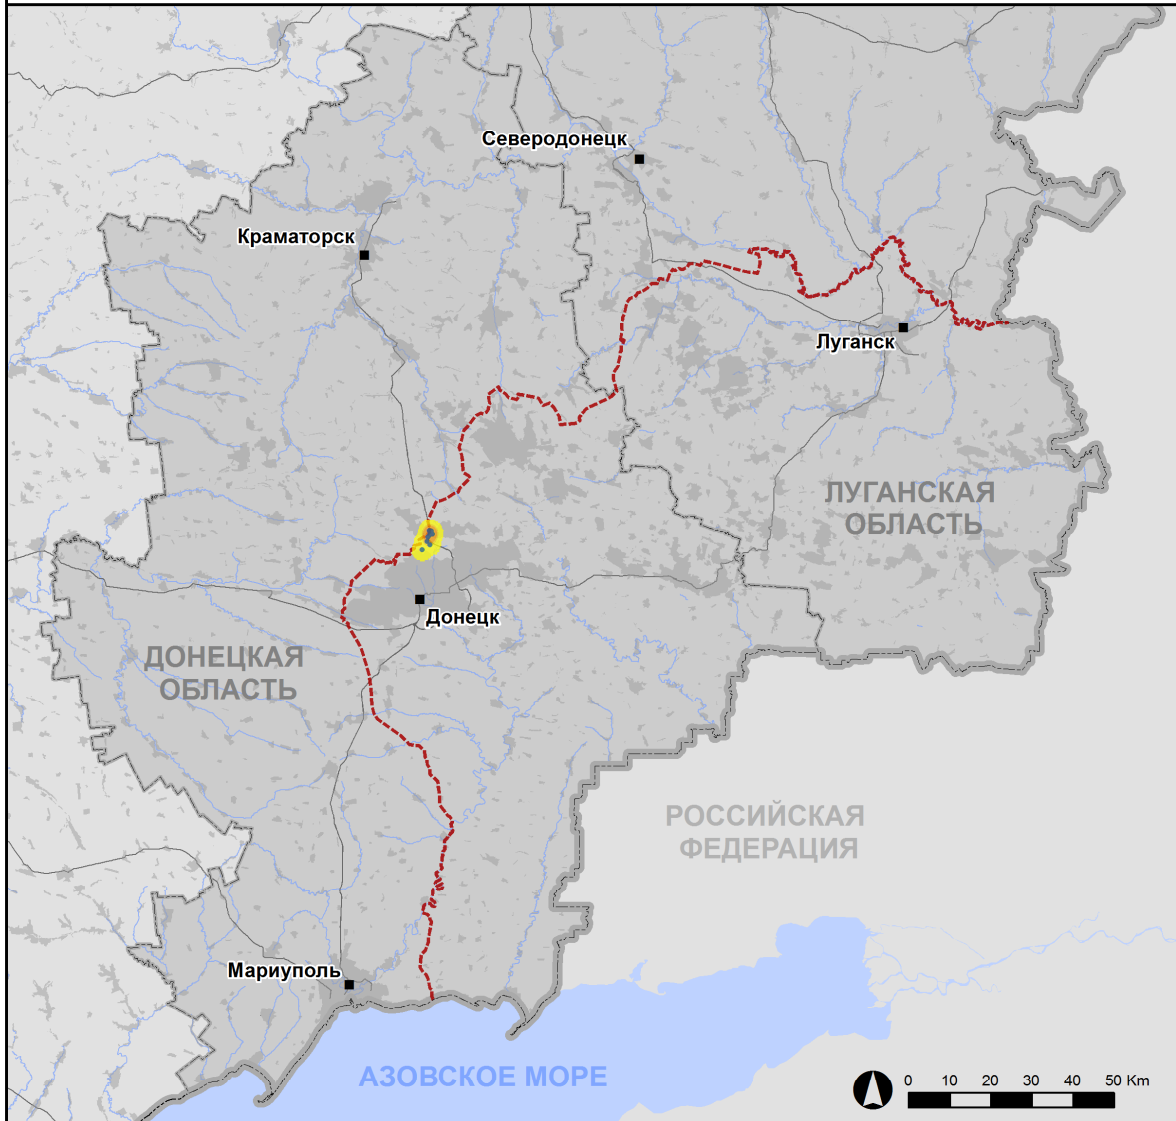 Северодонецк
Краматорск
Луганск
ЛУГАНСКАЯ
ОБЛАСТЬ
Донецк
ДОНЕЦКАЯ
ОБЛАСТЬ
РОССИЙСКАЯ
ФЕДЕРАЦИЯ
Мариуполь
АЗОВСКОЕ МОРЕ
0 10 20 30 40 50 Km